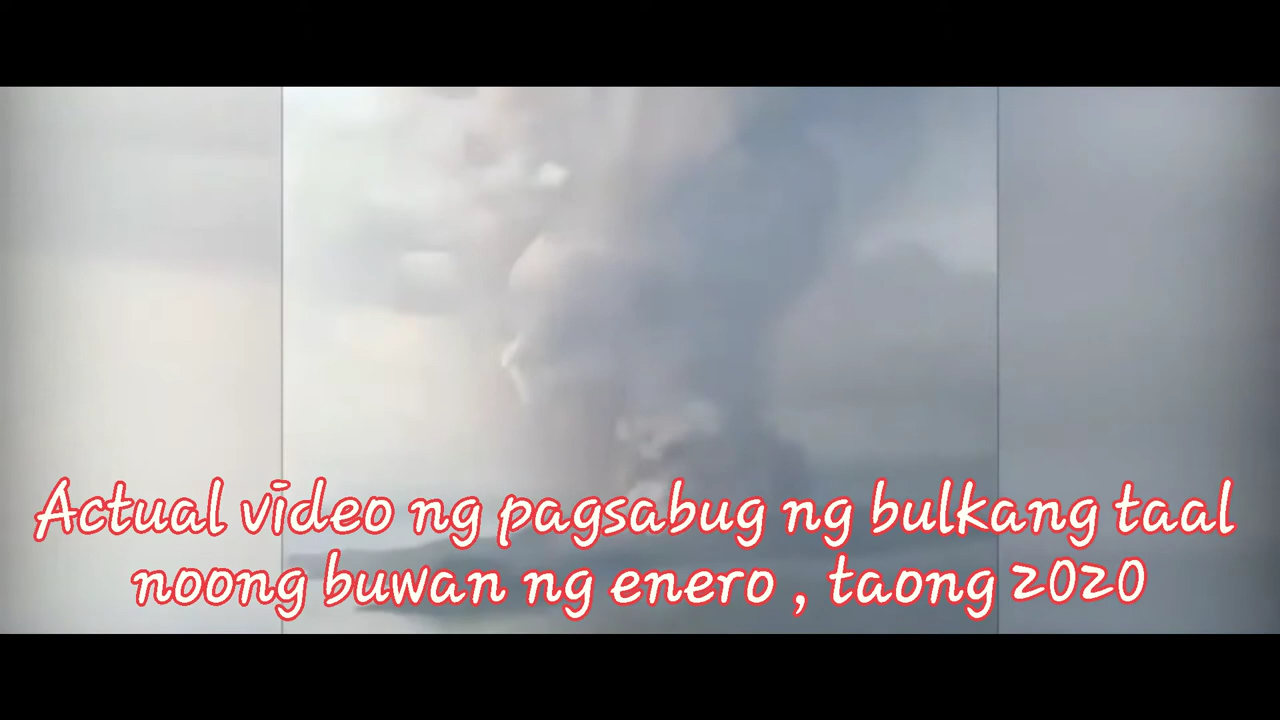 Actual video ng pagsabug ng bulkang taal
noong buwan ng enero , taong 2020